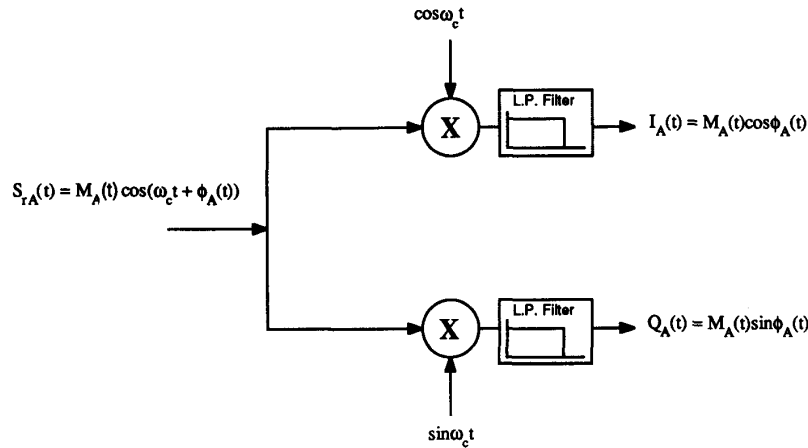 cosω_c t
L.P. Filter
X
I_A(t) = M_A(t)cosϕ_A(t)
S_rA(t) = M_A(t) cos(ω_c t + ϕ_A(t))
L.P. Filter
X
Q_A(t) = M_A(t)sinϕ_A(t)
sinω_c t